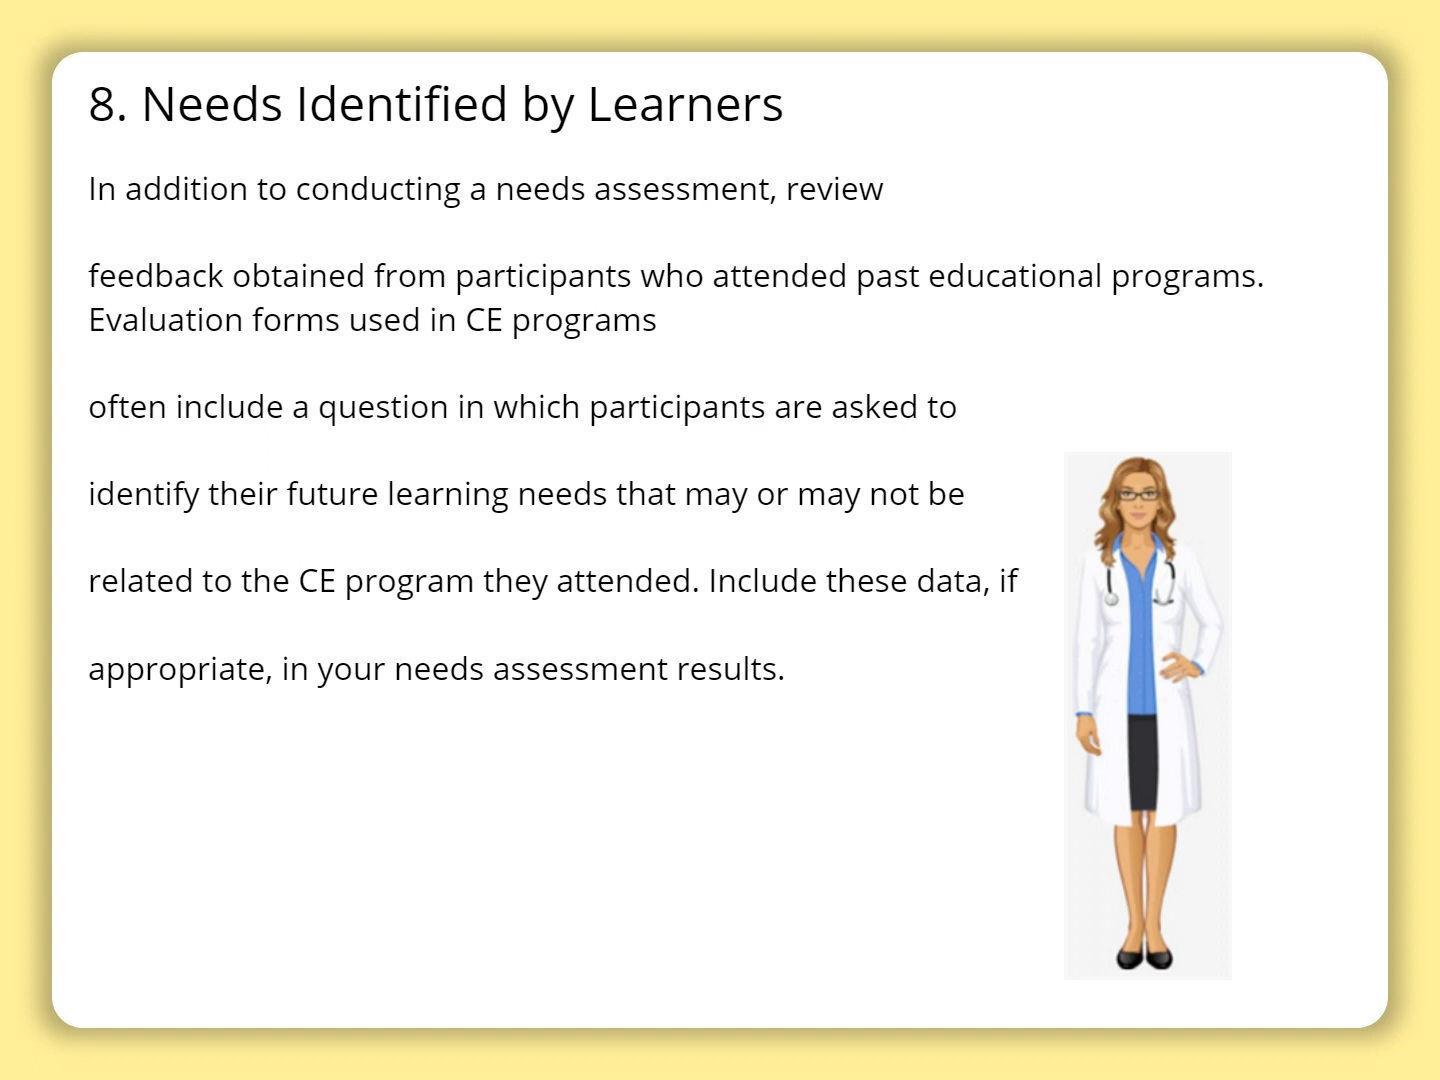 8. Needs Identified by Learners
In addition to conducting a needs assessment, review
feedback obtained from participants who attended past educational programs.
Evaluation forms used in CE programs
often include a question in which participants are asked to
identify their future learning needs that may or may not be
related to the CE program they attended. Include these data, if
appropriate, in your needs assessment results.